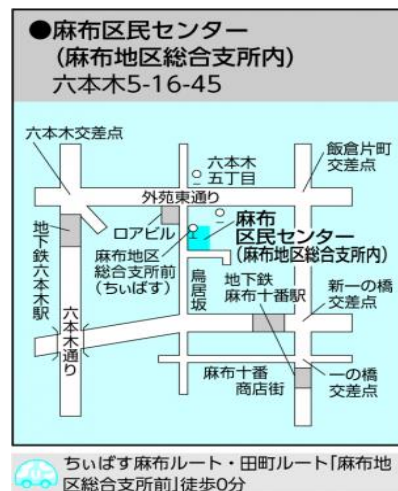 ●麻布区民センター
(麻布地区総合支所内)
六本木5-16-45
六本木交差点
六本木
五丁目
飯倉片町
交差点
外苑東通り
地下鉄六本木駅
ロアビル
麻布
区民センター
(麻布地区総合支所内)
麻布地区
総合支所前
(ちぃばす)
鳥居坂
地下鉄
麻布十番駅
新一の橋
交差点
六本木通り
麻布十番
商店街
一の橋
交差点
ちぃばす麻布ルート・田町ルート「麻布地
区総合支所前」徒歩0分